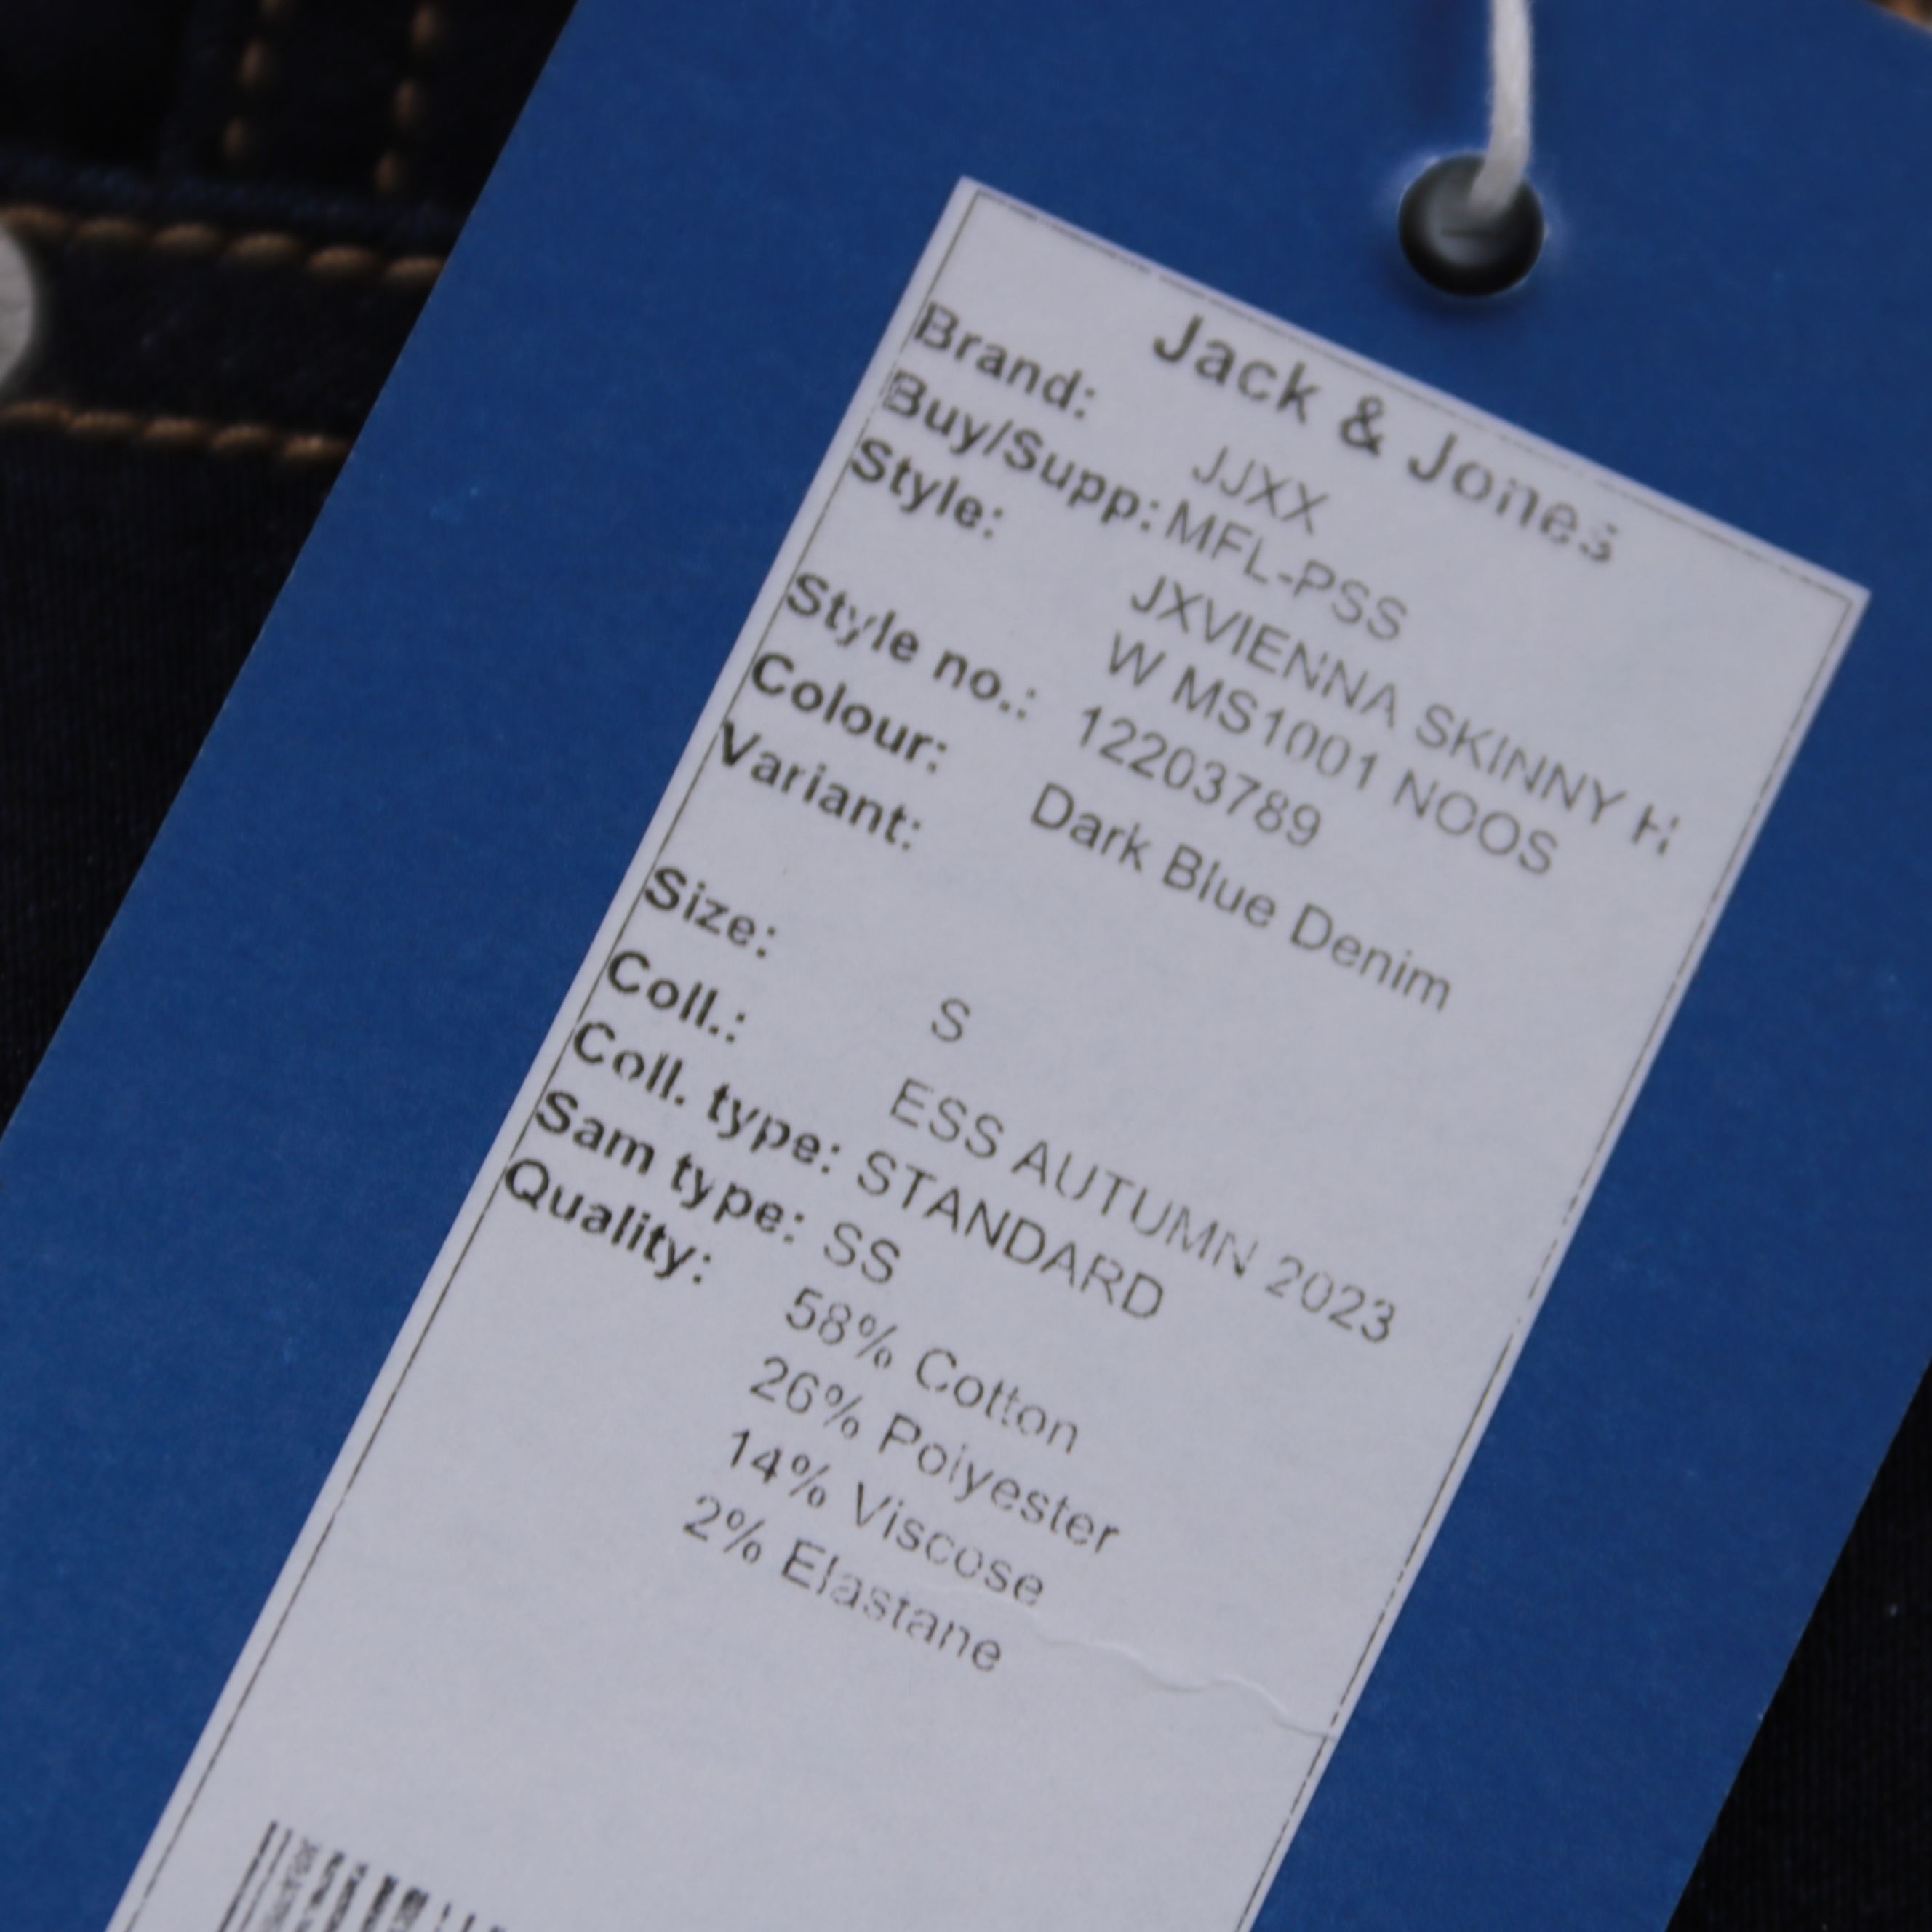 Jack & Jones
Brand: JJXX
Buy/Supp: MFL-PSS
Style: JXVIENNA SKINNY H
W MS1001 NOOS
Style no.: 12203789
Colour: Dark Blue Denim
Variant:
Size: S
Coll.: ESS AUTUMN 2023
Coll. type: STANDARD
Sam type: SS
Quality: 58% Cotton
26% Polyester
14% Viscose
2% Elastane